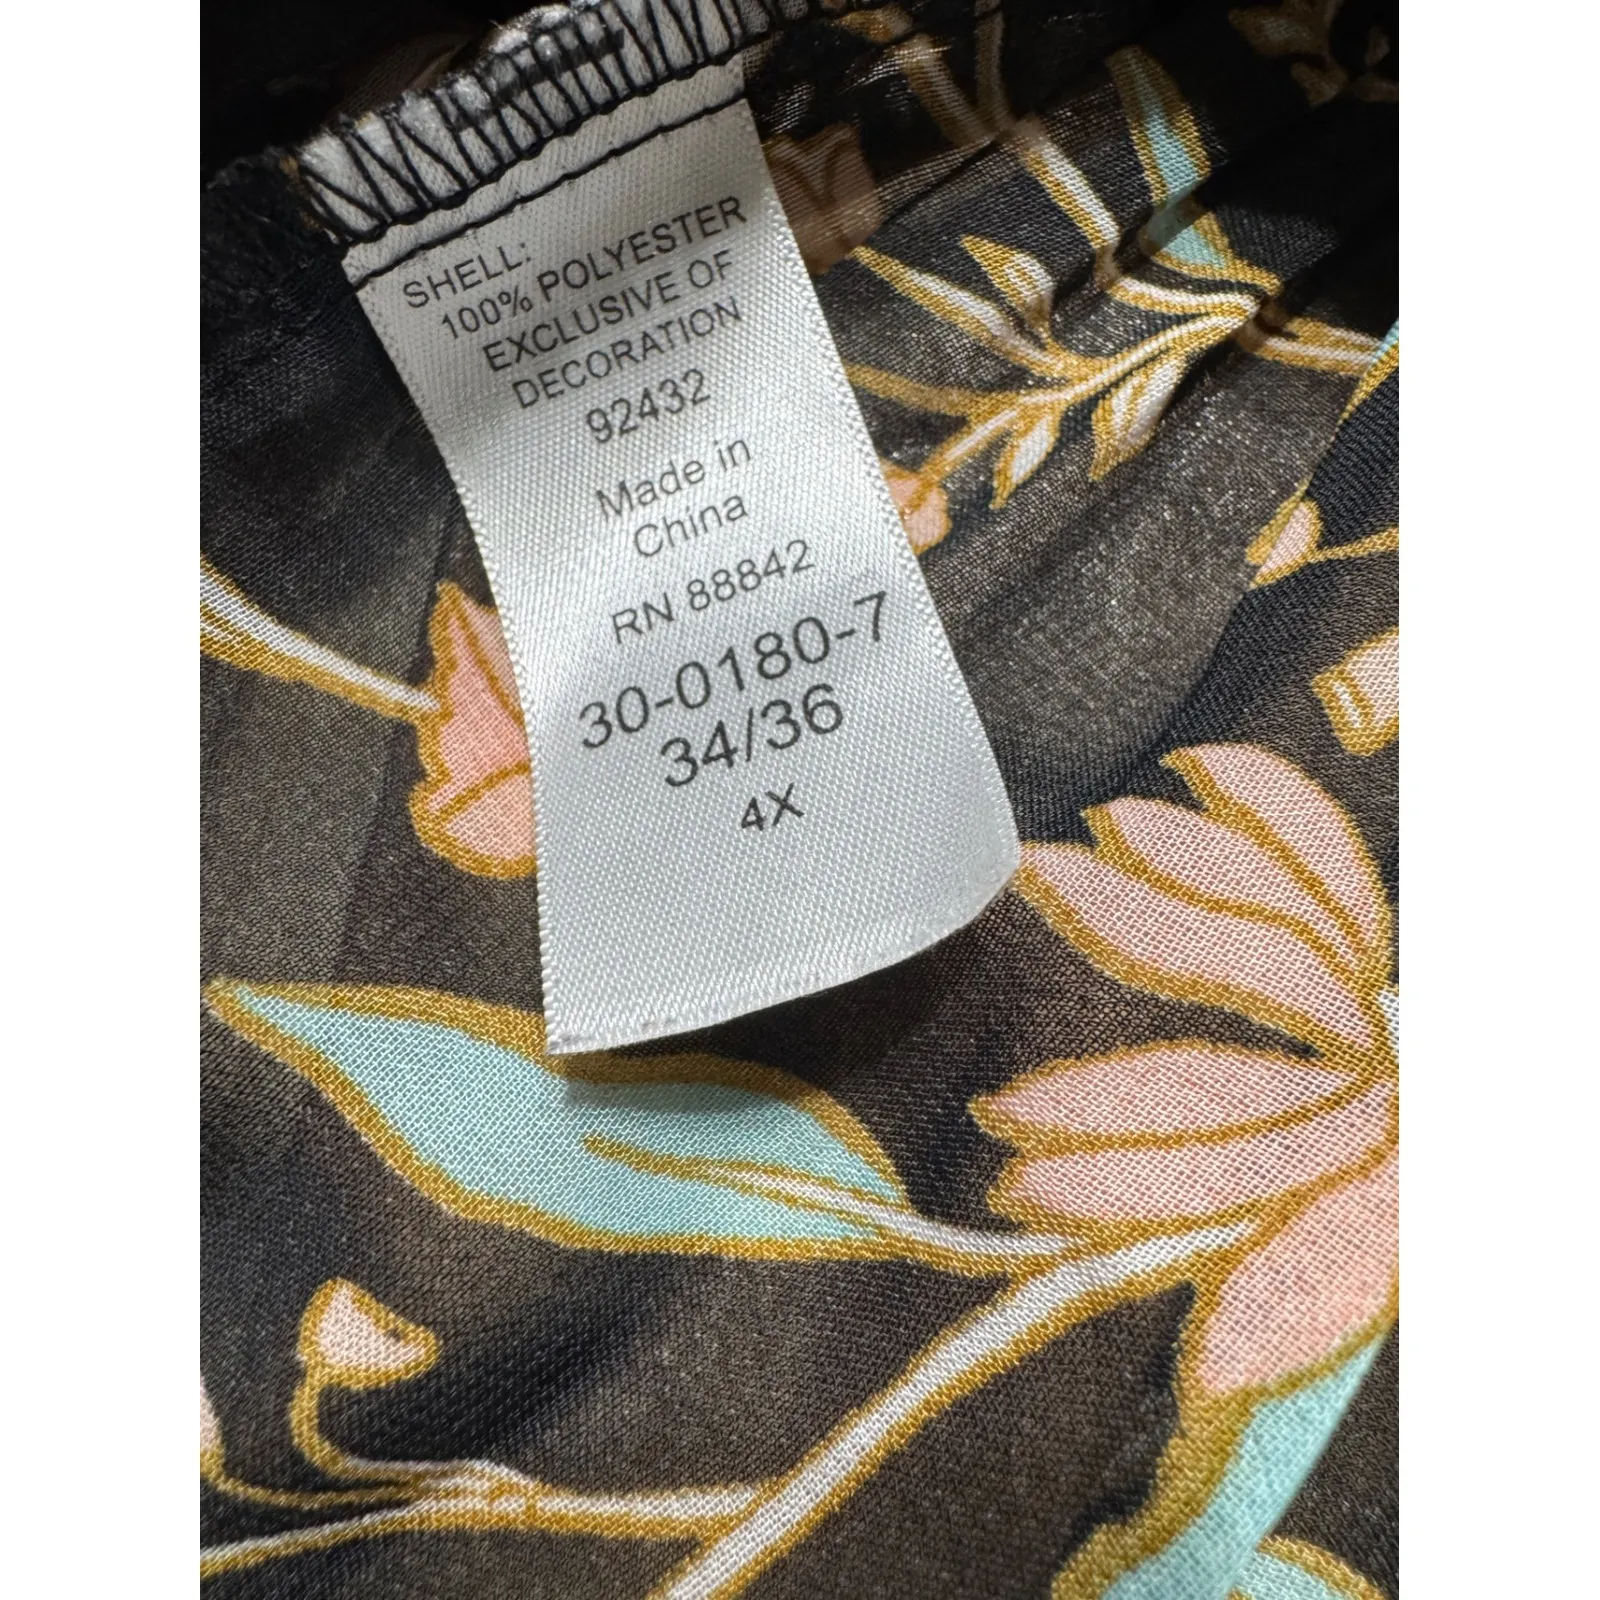 SHELL:
100% POLYESTER
EXCLUSIVE OF
DECORATION
92432
Made in
China
RN 88842
30-0180-7
34/36
4X